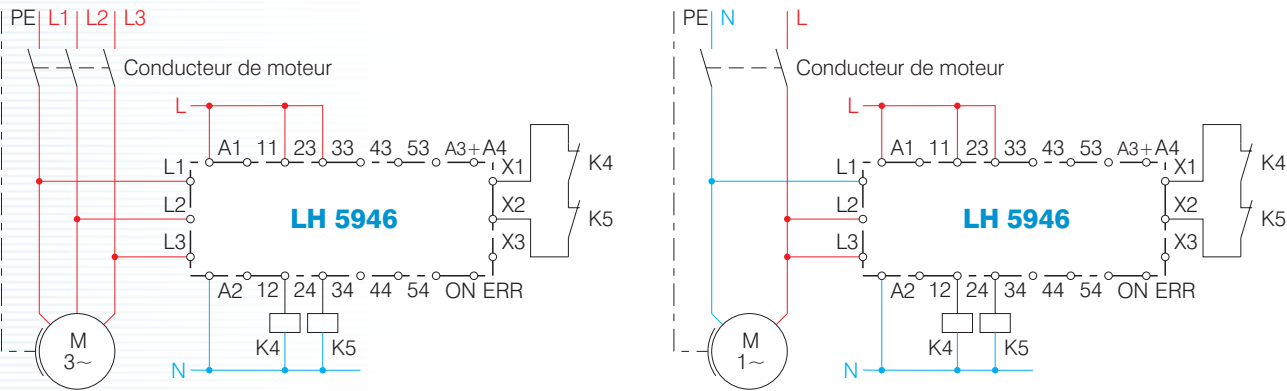 PE L1 L2 L3
Conducteur de moteur
L
A1 11 23 33 43 53 A3+A4
L1 X1 K4
L2 LH 5946 X2 K5
L3 X3
A2 12 24 34 44 54 ON ERR
M
3~
K4 K5
N
PE N L
Conducteur de moteur
L
A1 11 23 33 43 53 A3+A4
L1 X1 K4
L2 LH 5946 X2 K5
L3 X3
A2 12 24 34 44 54 ON ERR
M
1~
K4 K5
N